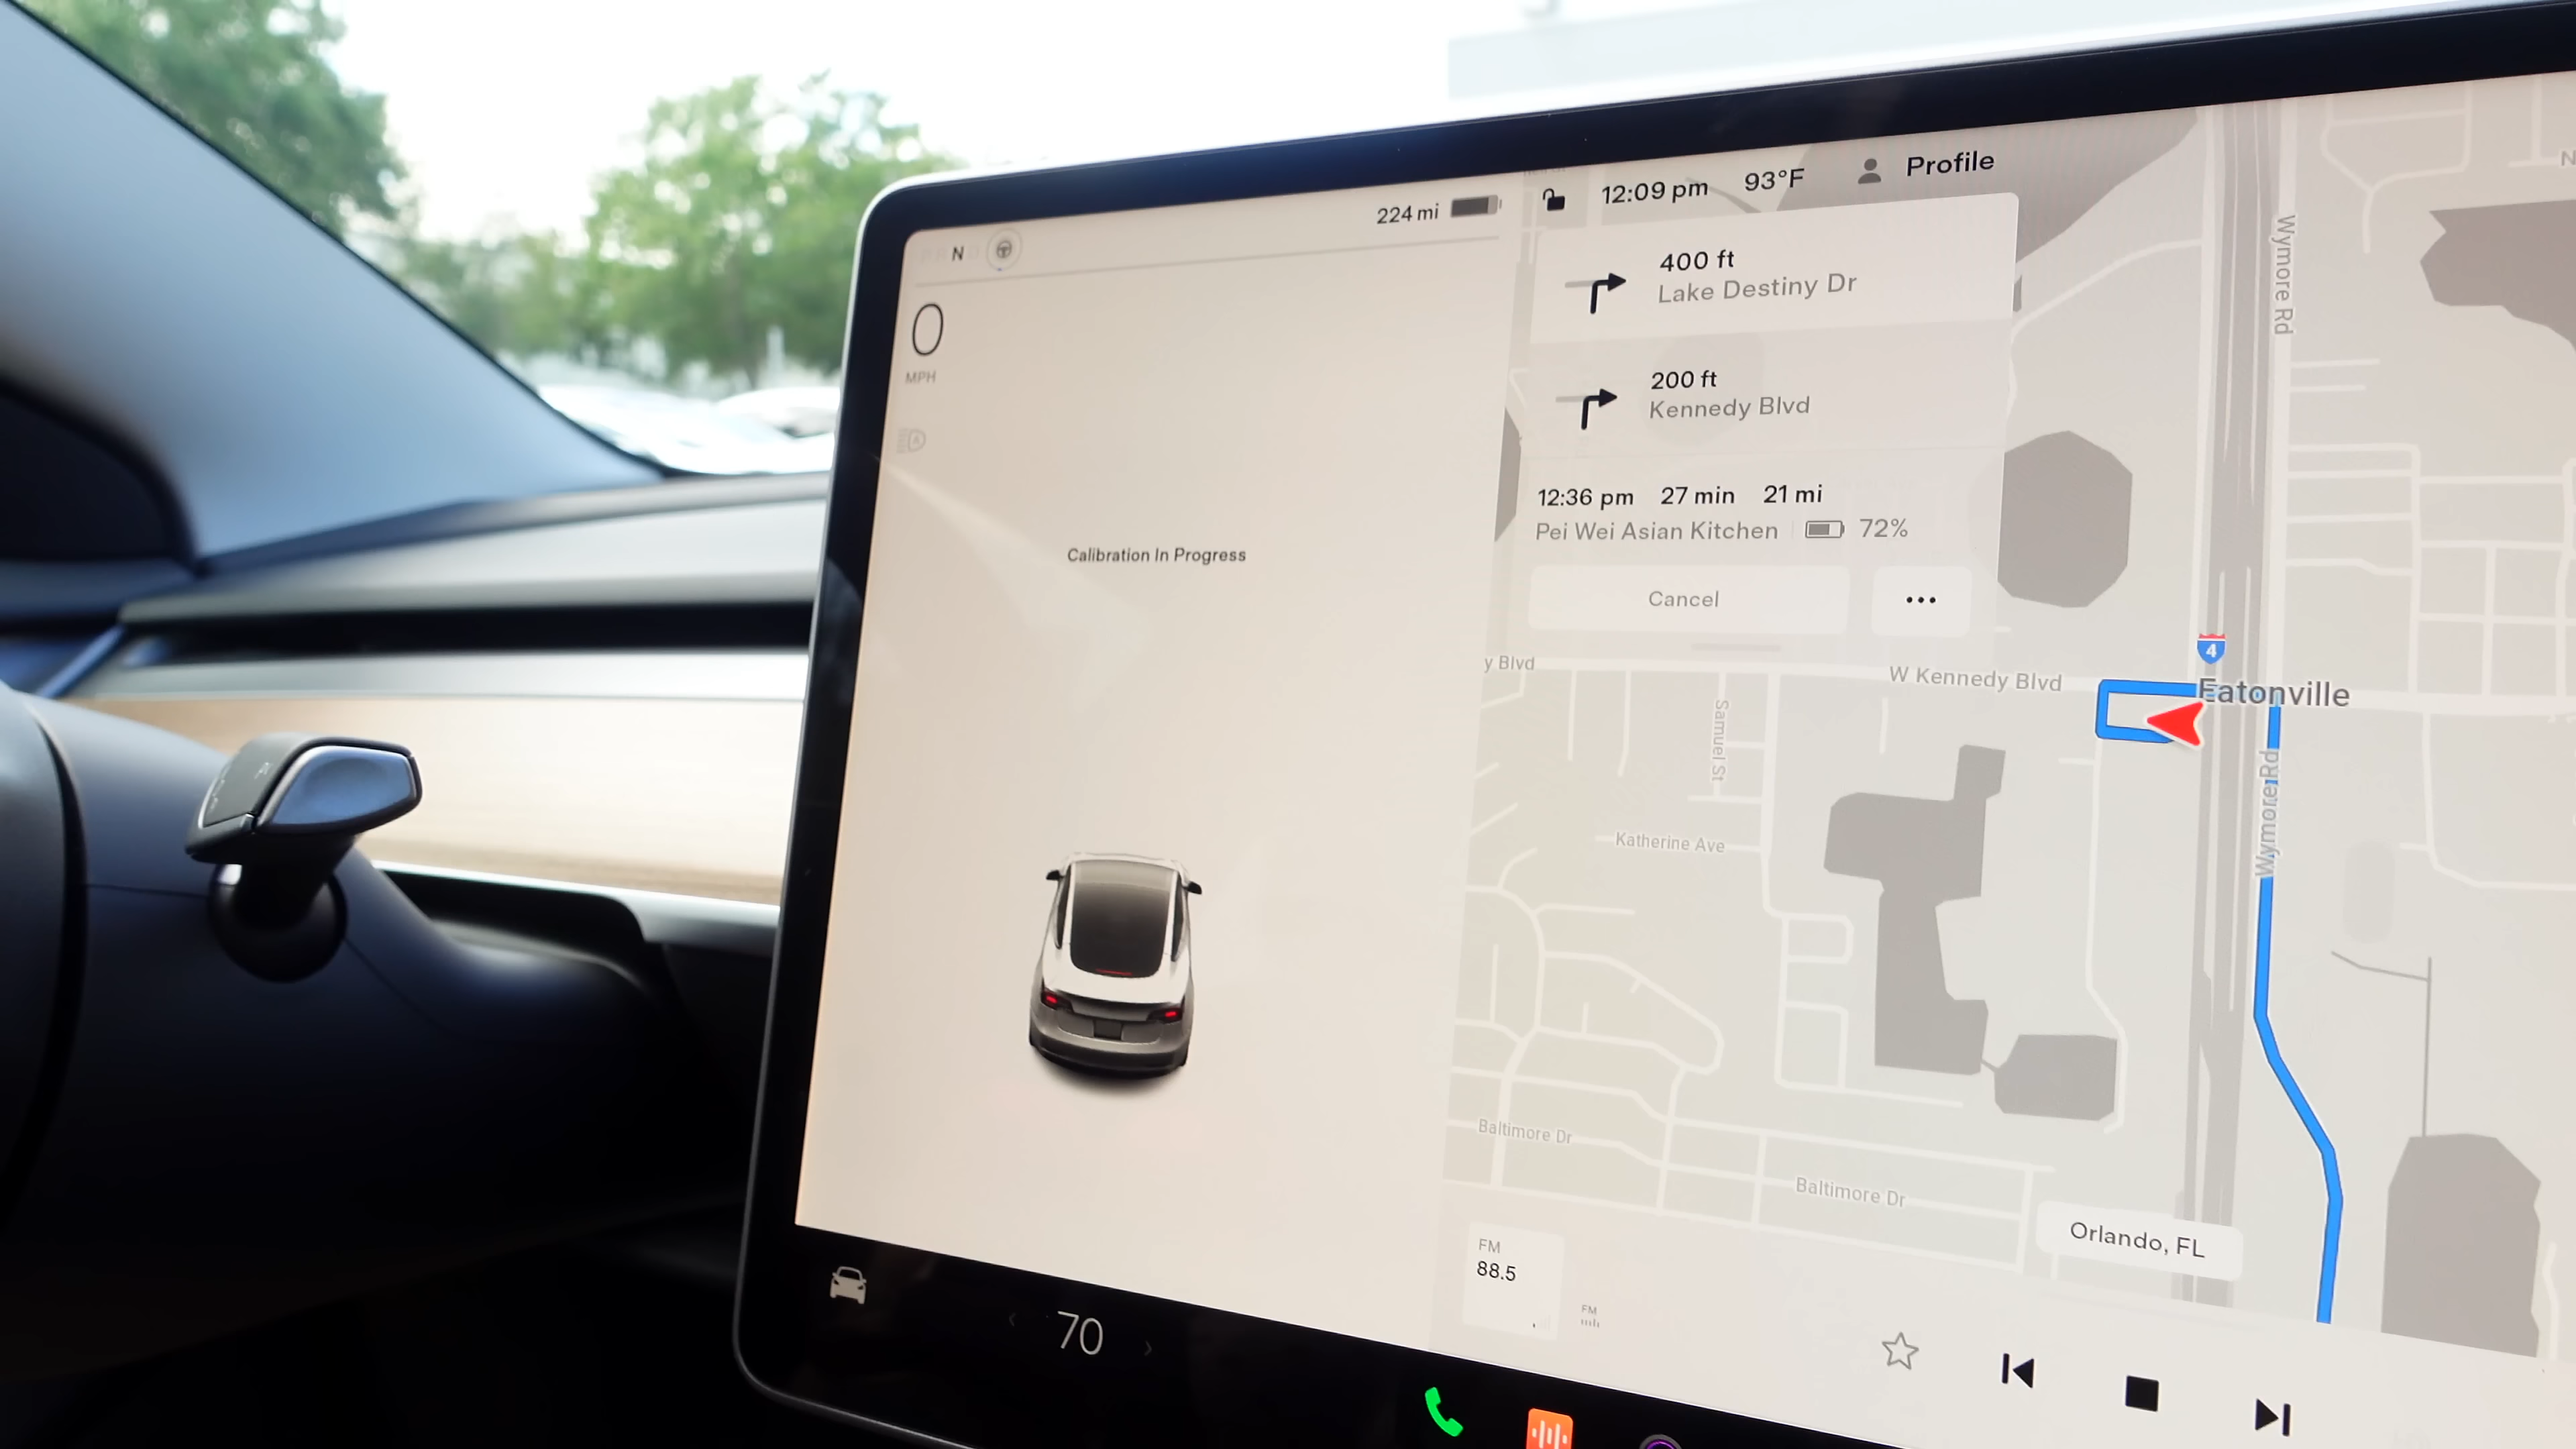 N
224 mi
0
MPH
Calibration In Progress
12:09 pm 93°F Profile
400 ft
Lake Destiny Dr
200 ft
Kennedy Blvd
12:36 pm 27 min 21 mi
Pei Wei Asian Kitchen 72%
Cancel
Wymore Rd
N
4
y Blvd
W Kennedy Blvd
Eatonville
Samuel St
Wymore Rd
Katherine Ave
Baltimore Dr
Baltimore Dr
Orlando, FL
FM
88.5
FM
70